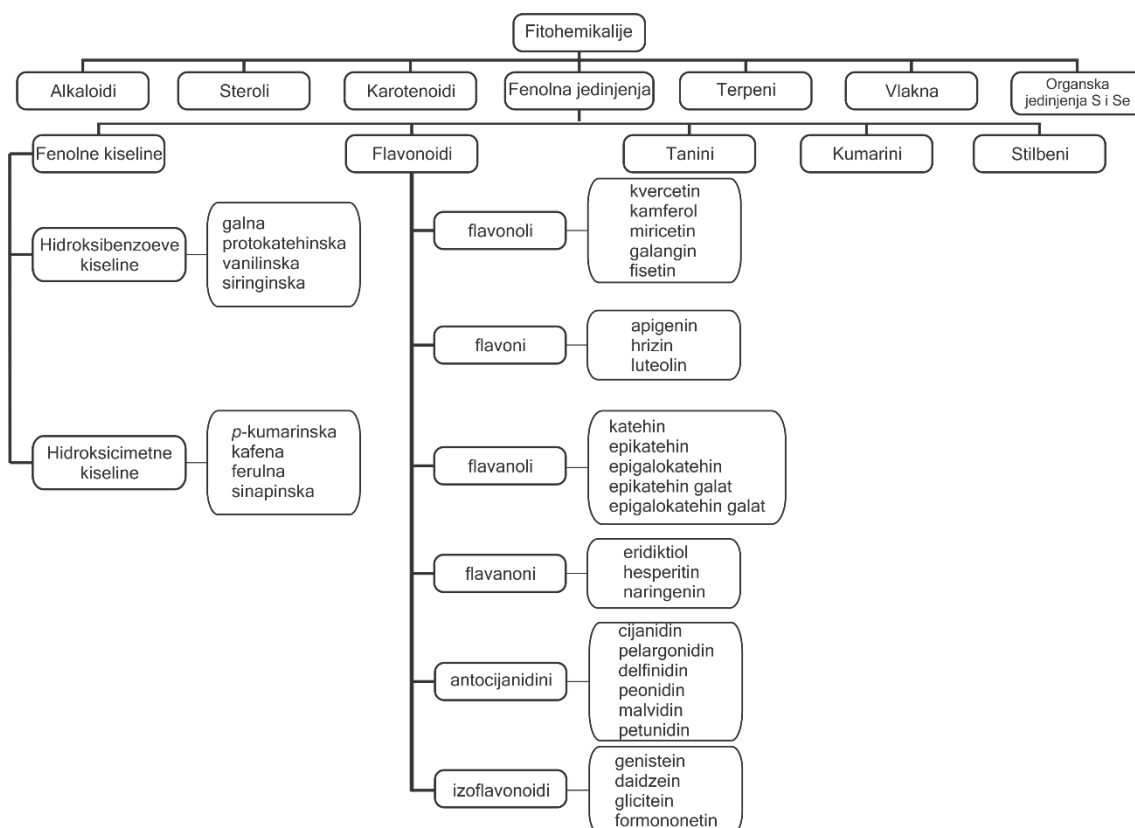 Fitohemikalije
Alkaloidi
Steroli
Karotenoidi
Fenolna jedinjenja
Terpeni
Vlakna
Organska
jedinjenja S i Se
Fenolne kiseline
Flavonoidi
Tanini
Kumarini
Stilbeni
Hidroksibenzoeve
kiseline
galna
protokatehinska
vanilinska
siringinska
Hidroksicimetne
kiseline
p-kumarinska
kafena
ferulna
sinapinska
flavonoli
kvercetin
kamferol
miricetin
galangin
fisetin
flavoni
apigenin
hrizin
luteolin
flavanoli
katehin
epikatehin
epigalokatehin
epikatehin galat
epigalokatehin galat
flavanoni
eridiktiol
hesperitin
naringenin
antocijanidini
cijanidin
pelargonidin
delfinidin
peonidin
malvidin
petunidin
izoflavonoidi
genistein
daidzein
glicitein
formononetin